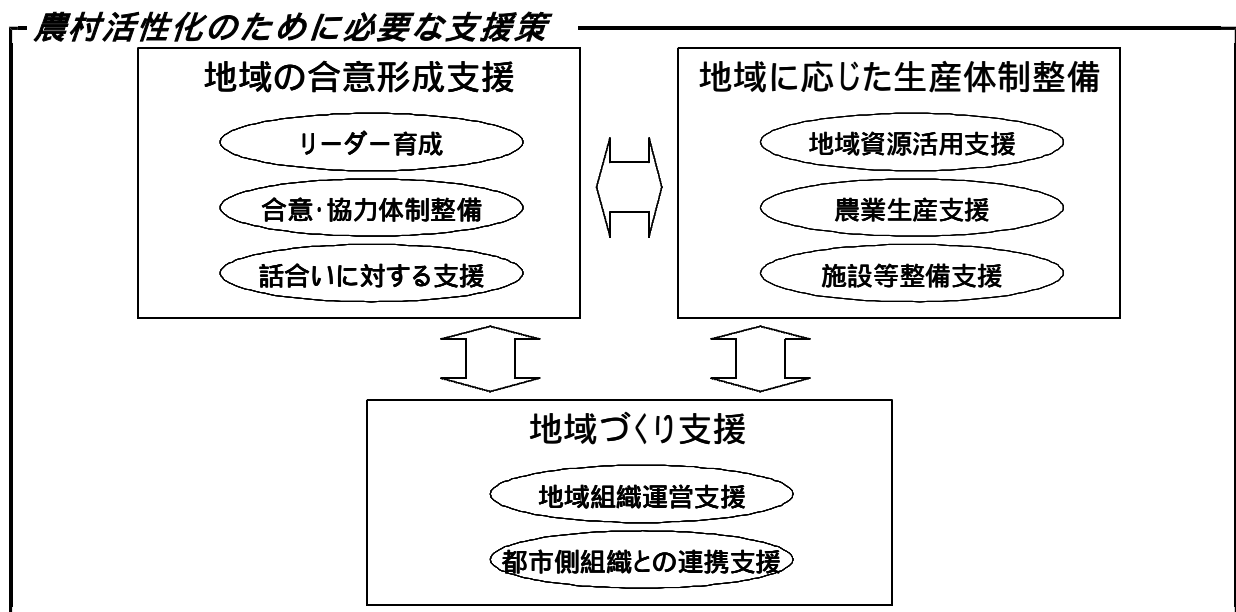 農村活性化のために必要な支援策
地域の合意形成支援
リーダー育成
合意・協力体制整備
話合いに対する支援
地域に応じた生産体制整備
地域資源活用支援
農業生産支援
施設等整備支援
地域づくり支援
地域組織運営支援
都市側組織との連携支援